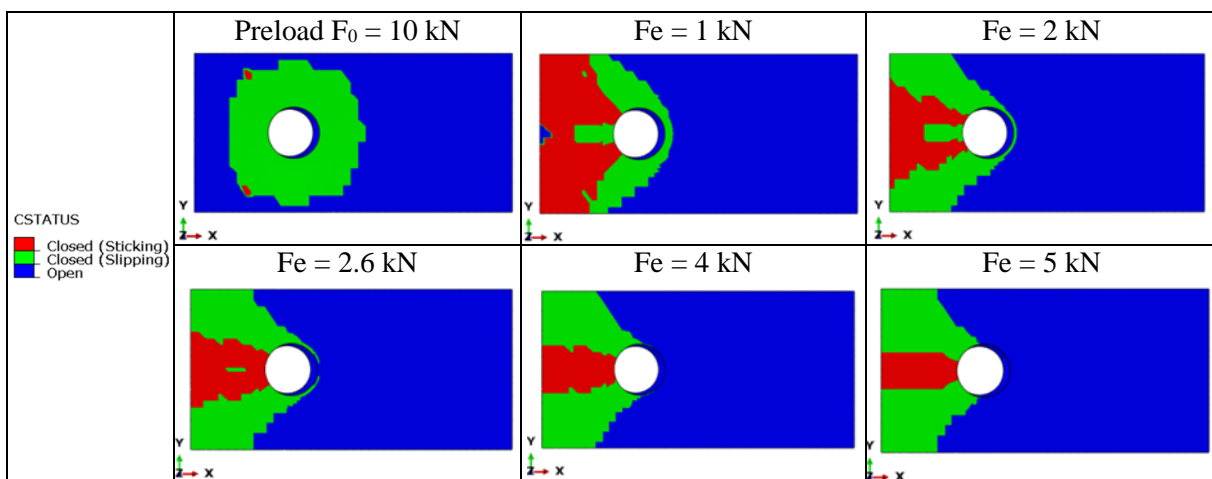 Preload F₀ = 10 kN
Fe = 1 kN
Fe = 2 kN
Y
Z X
Y
Z X
Y
Z X
CSTATUS
Closed (Sticking)
Closed (Slipping)
Open
Fe = 2.6 kN
Fe = 4 kN
Fe = 5 kN
Y
Z X
Y
Z X
Y
Z X